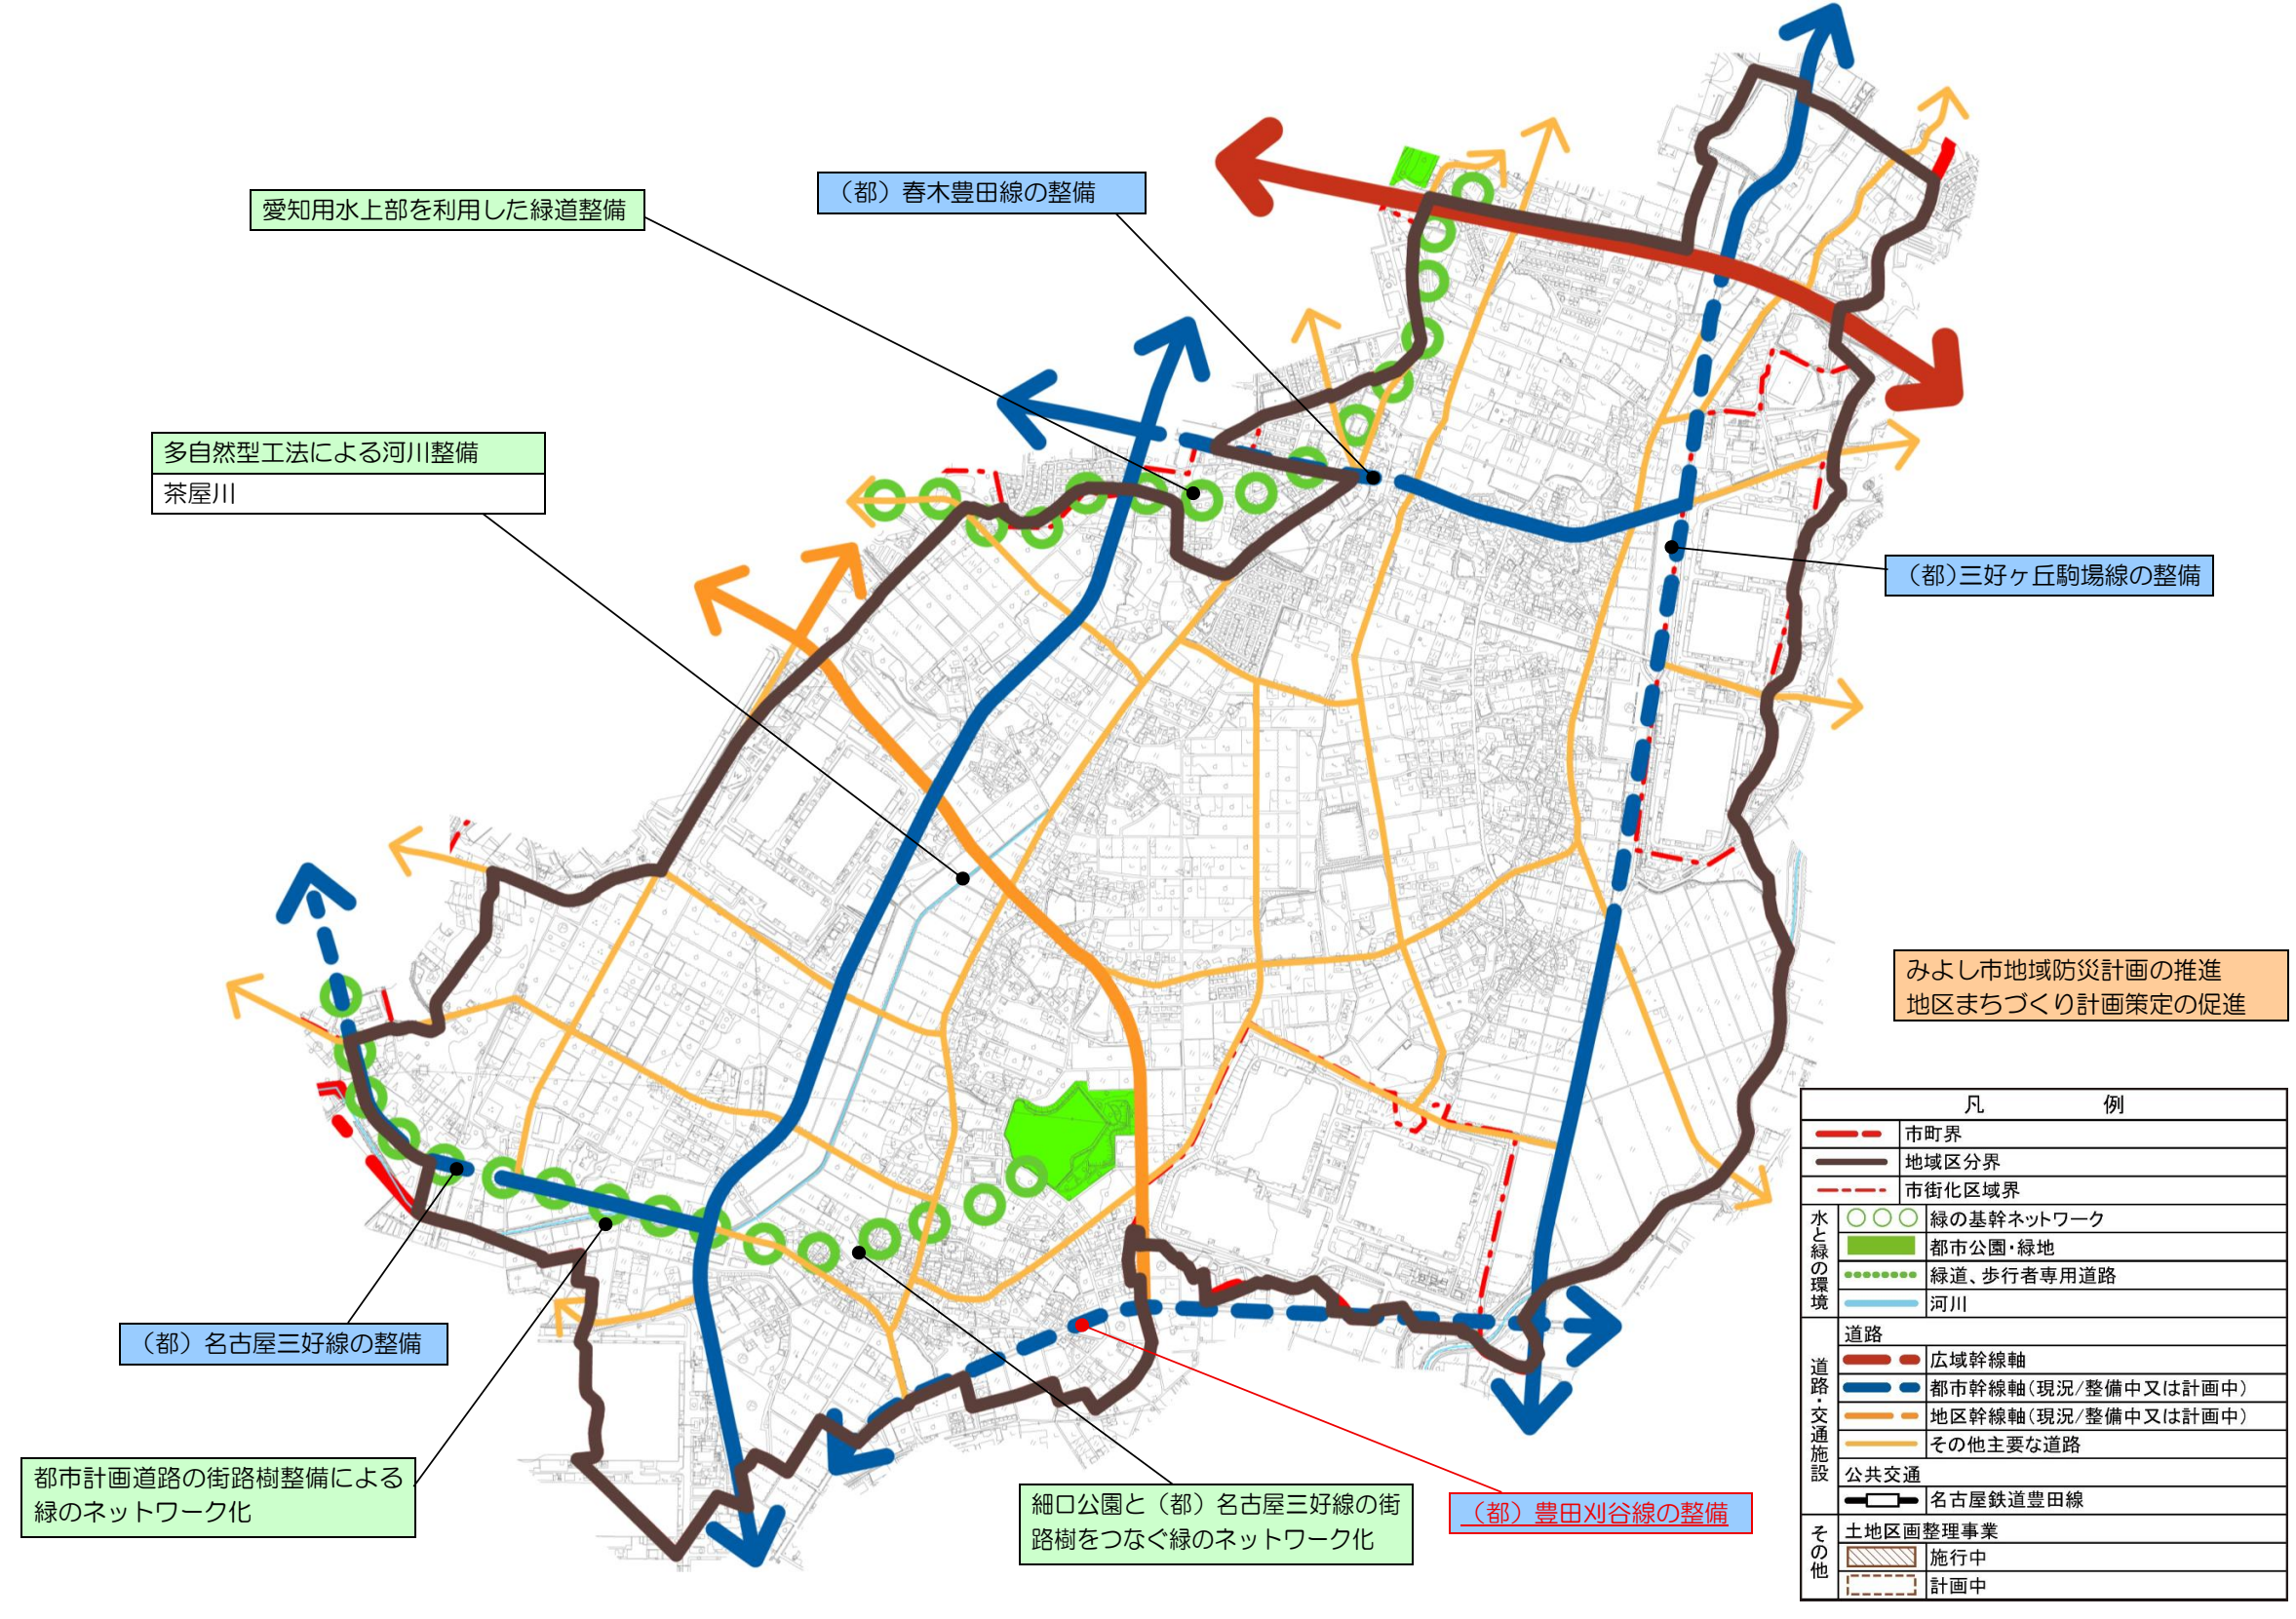 （都）春木豊田線の整備
愛知用水上部を利用した緑道整備
多自然型工法による河川整備
茶屋川
（都）三好ヶ丘駒場線の整備
みよし市地域防災計画の推進
地区まちづくり計画策定の促進
（都）名古屋三好線の整備
都市計画道路の街路樹整備による
緑のネットワーク化
細口公園と（都）名古屋三好線の街
路樹をつなぐ緑のネットワーク化
（都）豊田刈谷線の整備
凡例
市町界
地域区分界
市街化区域界
水と緑の環境
緑の基幹ネットワーク
都市公園・緑地
緑道、歩行者専用道路
河川
道路・交通施設
道路
広域幹線軸
都市幹線軸（現況/整備中又は計画中）
地区幹線軸（現況/整備中又は計画中）
その他主要な道路
公共交通
名古屋鉄道豊田線
その他
土地区画整理事業
施行中
計画中